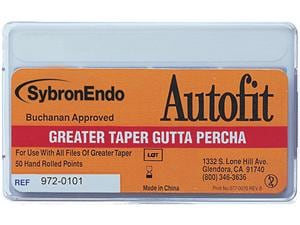 SybronEndo
Autofit
Buchanan Approved
GREATER TAPER GUTTA PERCHA
For Use With All Files Of Greater Taper
50 Hand Rolled Points
LOT
1332 S. Lone Hill Ave.
Glendora, CA 91740
(800) 346-3636
REF 972-0101
Made in China